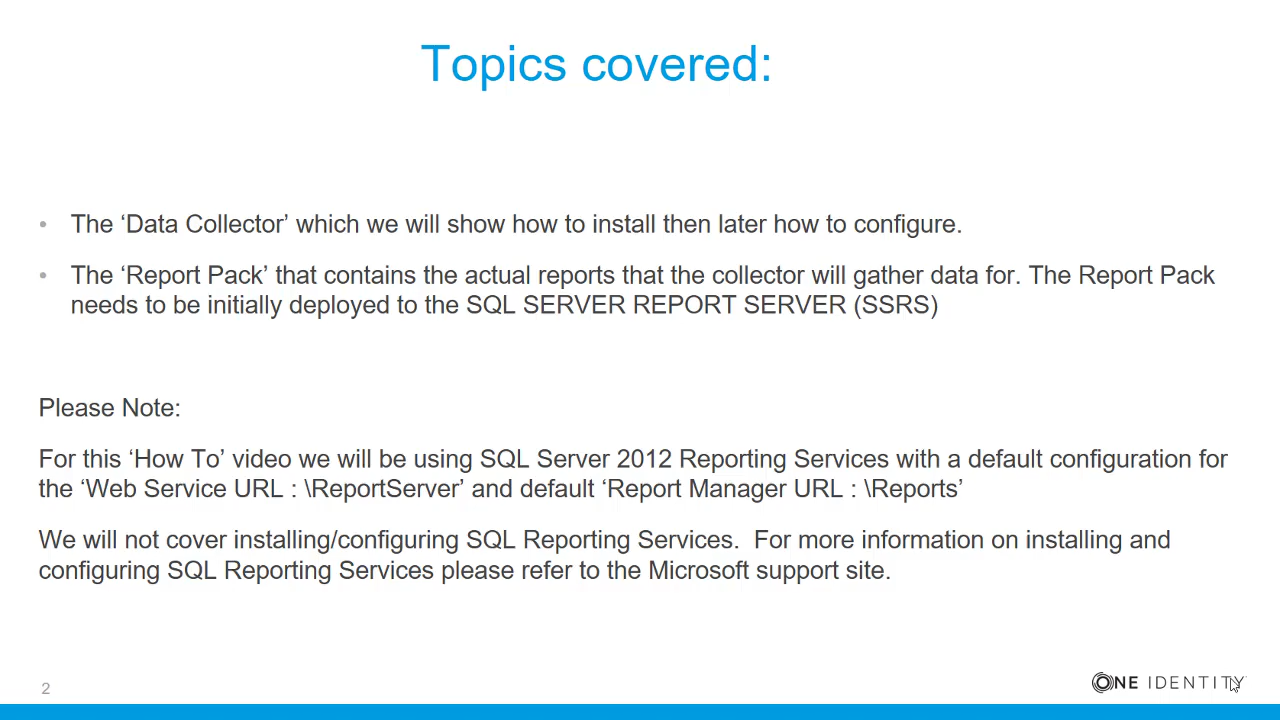 Topics covered:
• The ‘Data Collector’ which we will show how to install then later how to configure.
• The ‘Report Pack’ that contains the actual reports that the collector will gather data for. The Report Pack
needs to be initially deployed to the SQL SERVER REPORT SERVER (SSRS)
Please Note:
For this ‘How To’ video we will be using SQL Server 2012 Reporting Services with a default configuration for
the ‘Web Service URL : \ReportServer’ and default ‘Report Manager URL : \Reports’
We will not cover installing/configuring SQL Reporting Services.  For more information on installing and
configuring SQL Reporting Services please refer to the Microsoft support site.
2
ONE IDENTITY